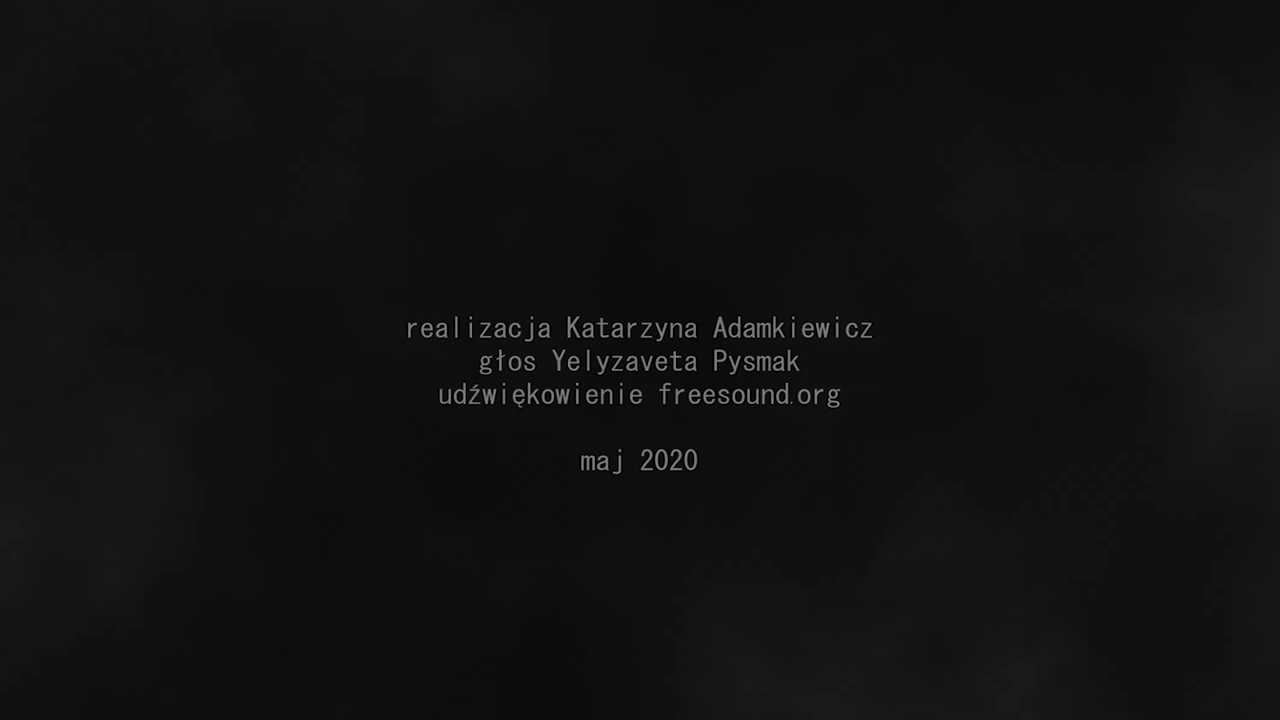 realizacja Katarzyna Adamkiewicz
głos Yelyzaveta Pysmak
udźwiękowienie freesound.org
maj 2020